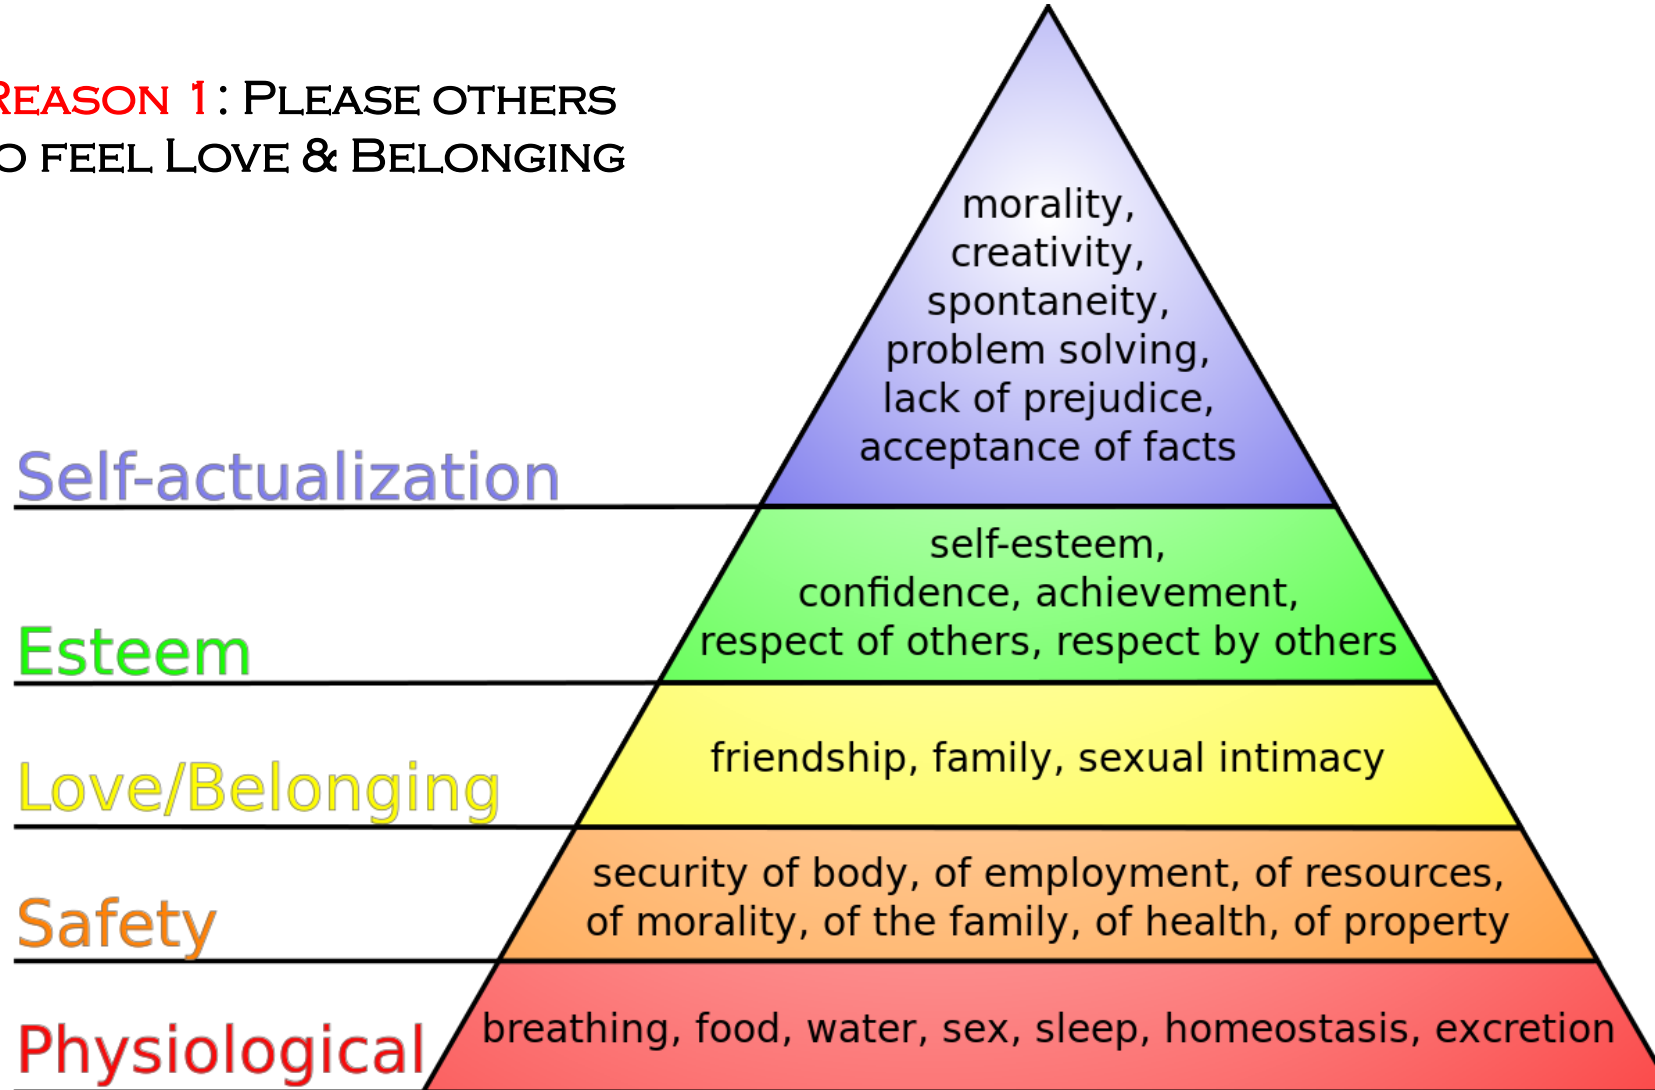 REASON 1: PLEASE OTHERS
O FEEL LOVE & BELONGING
morality,
creativity,
spontaneity,
problem solving,
lack of prejudice,
acceptance of facts
Self-actualization
self-esteem,
confidence, achievement,
respect of others, respect by others
Esteem
friendship, family, sexual intimacy
Love/Belonging
security of body, of employment, of resources,
of morality, of the family, of health, of property
Safety
breathing, food, water, sex, sleep, homeostasis, excretion
Physiological